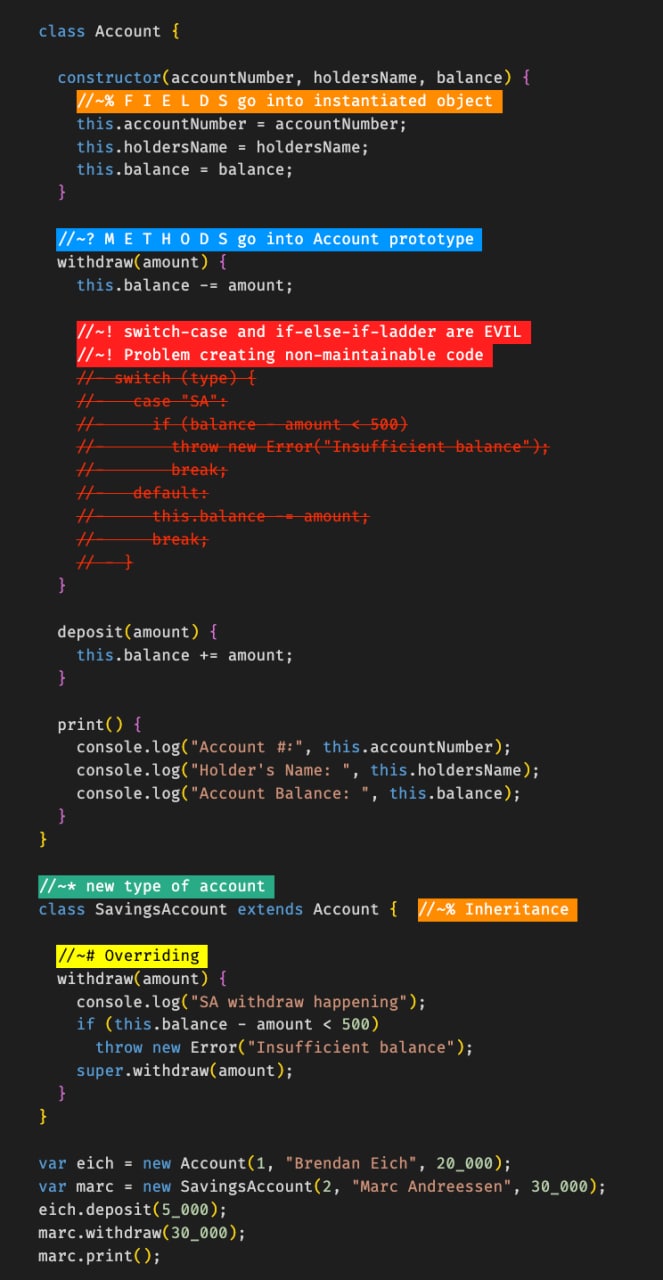 class Account {
constructor(accountNumber, holdersName, balance) {
//~% F I E L D S go into instantiated object
this.accountNumber = accountNumber;
this.holdersName = holdersName;
this.balance = balance;
}
//~? M E T H O D S go into Account prototype
withdraw(amount) {
this.balance -= amount;
//~! switch-case and if-else-if-ladder are EVIL
//~! Problem creating non-maintainable code
//- switch (type) {
//- case "SA":
//- if (balance - amount < 500)
//- throw new Error("Insufficient balance");
//- break;
//- default:
//- this.balance -= amount;
//- break;
// - }
}
deposit(amount) {
this.balance += amount;
}
print() {
console.log("Account #:", this.accountNumber);
console.log("Holder's Name: ", this.holdersName);
console.log("Account Balance: ", this.balance);
}
}
//~* new type of account
class SavingsAccount extends Account { //~% Inheritance
//~# Overriding
withdraw(amount) {
console.log("SA withdraw happening");
if (this.balance - amount < 500)
throw new Error("Insufficient balance");
super.withdraw(amount);
}
}
var eich = new Account(1, "Brendan Eich", 20_000);
var marc = new SavingsAccount(2, "Marc Andreessen", 30_000);
eich.deposit(5_000);
marc.withdraw(30_000);
marc.print();